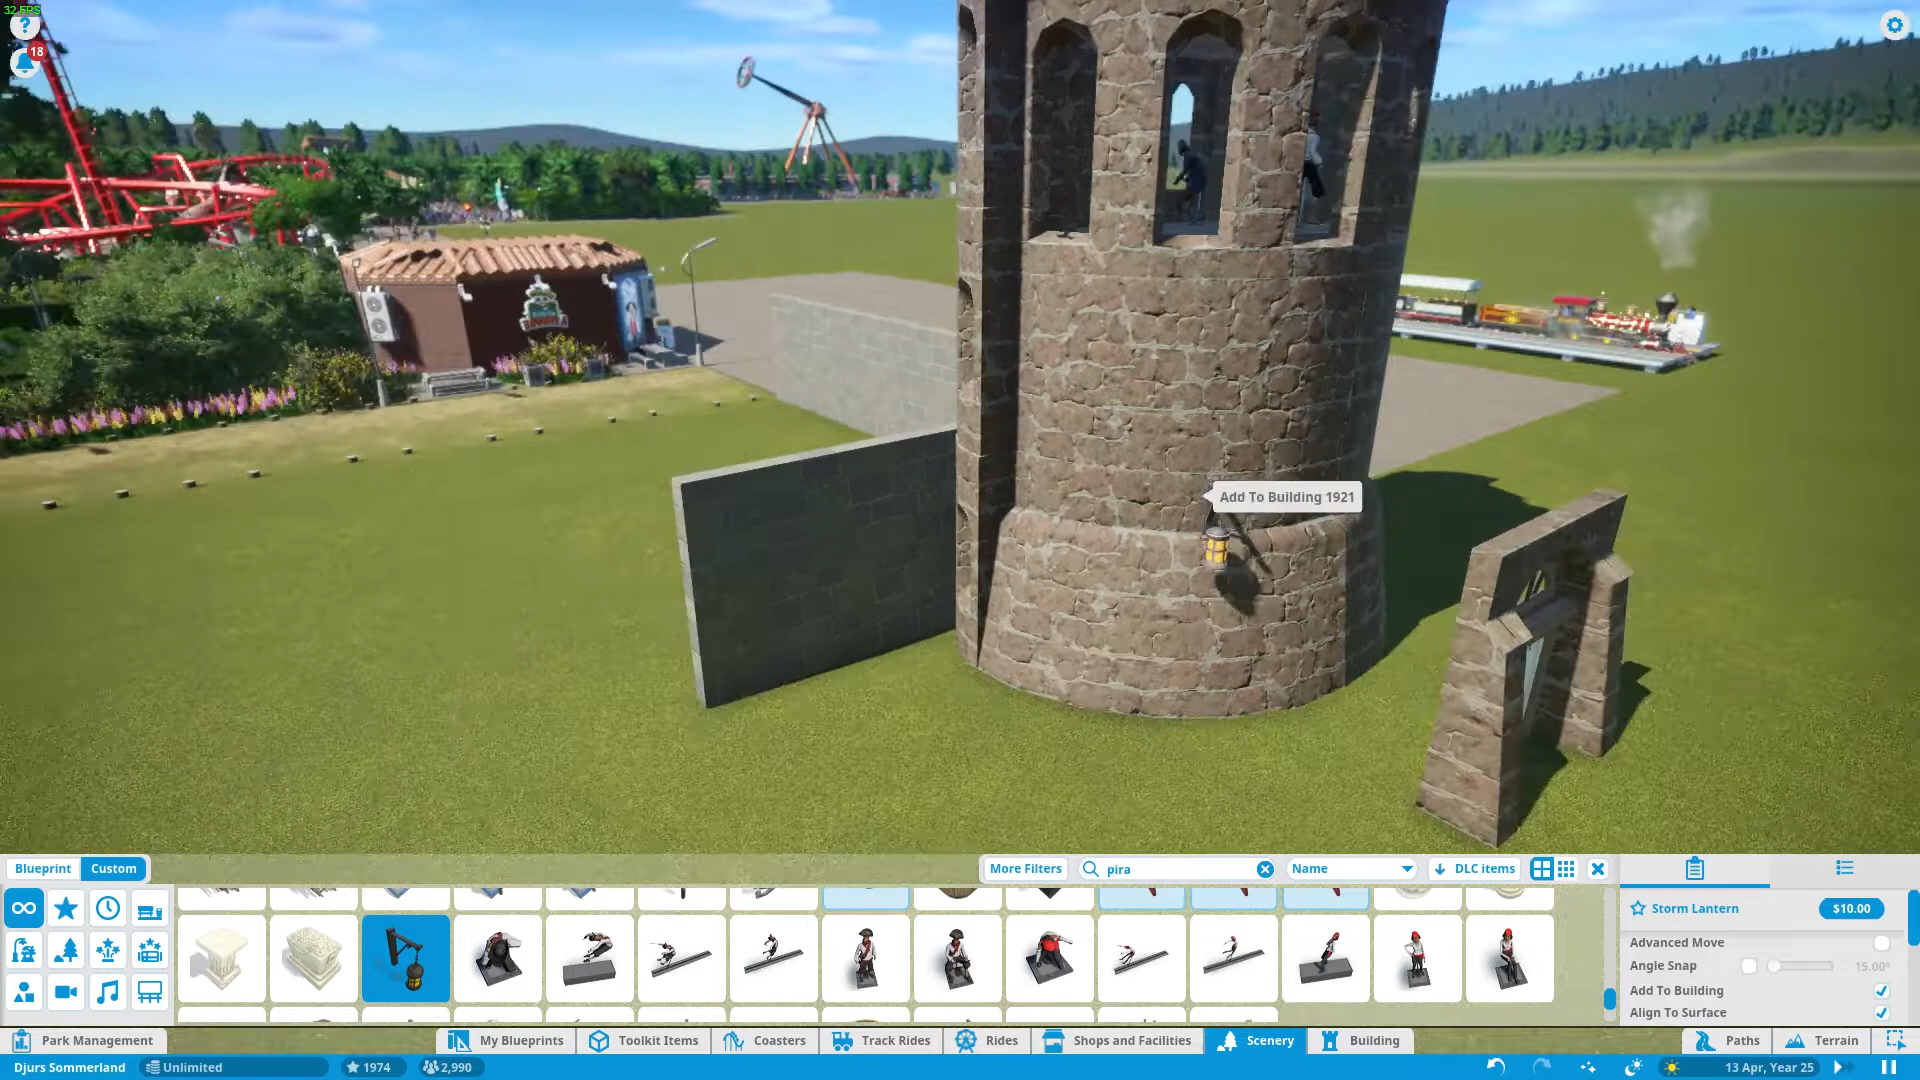 32 FPS
?
18
Add To Building 1921
Blueprint
Custom
More Filters
pira
Name
DLC items
Storm Lantern
$10.00
Advanced Move
Angle Snap
15.00°
Add To Building
Align To Surface
Park Management
My Blueprints
Toolkit Items
Coasters
Track Rides
Rides
Shops and Facilities
Scenery
Building
Paths
Terrain
Djurs Sommerland
Unlimited
1974
2,990
13 Apr, Year 25